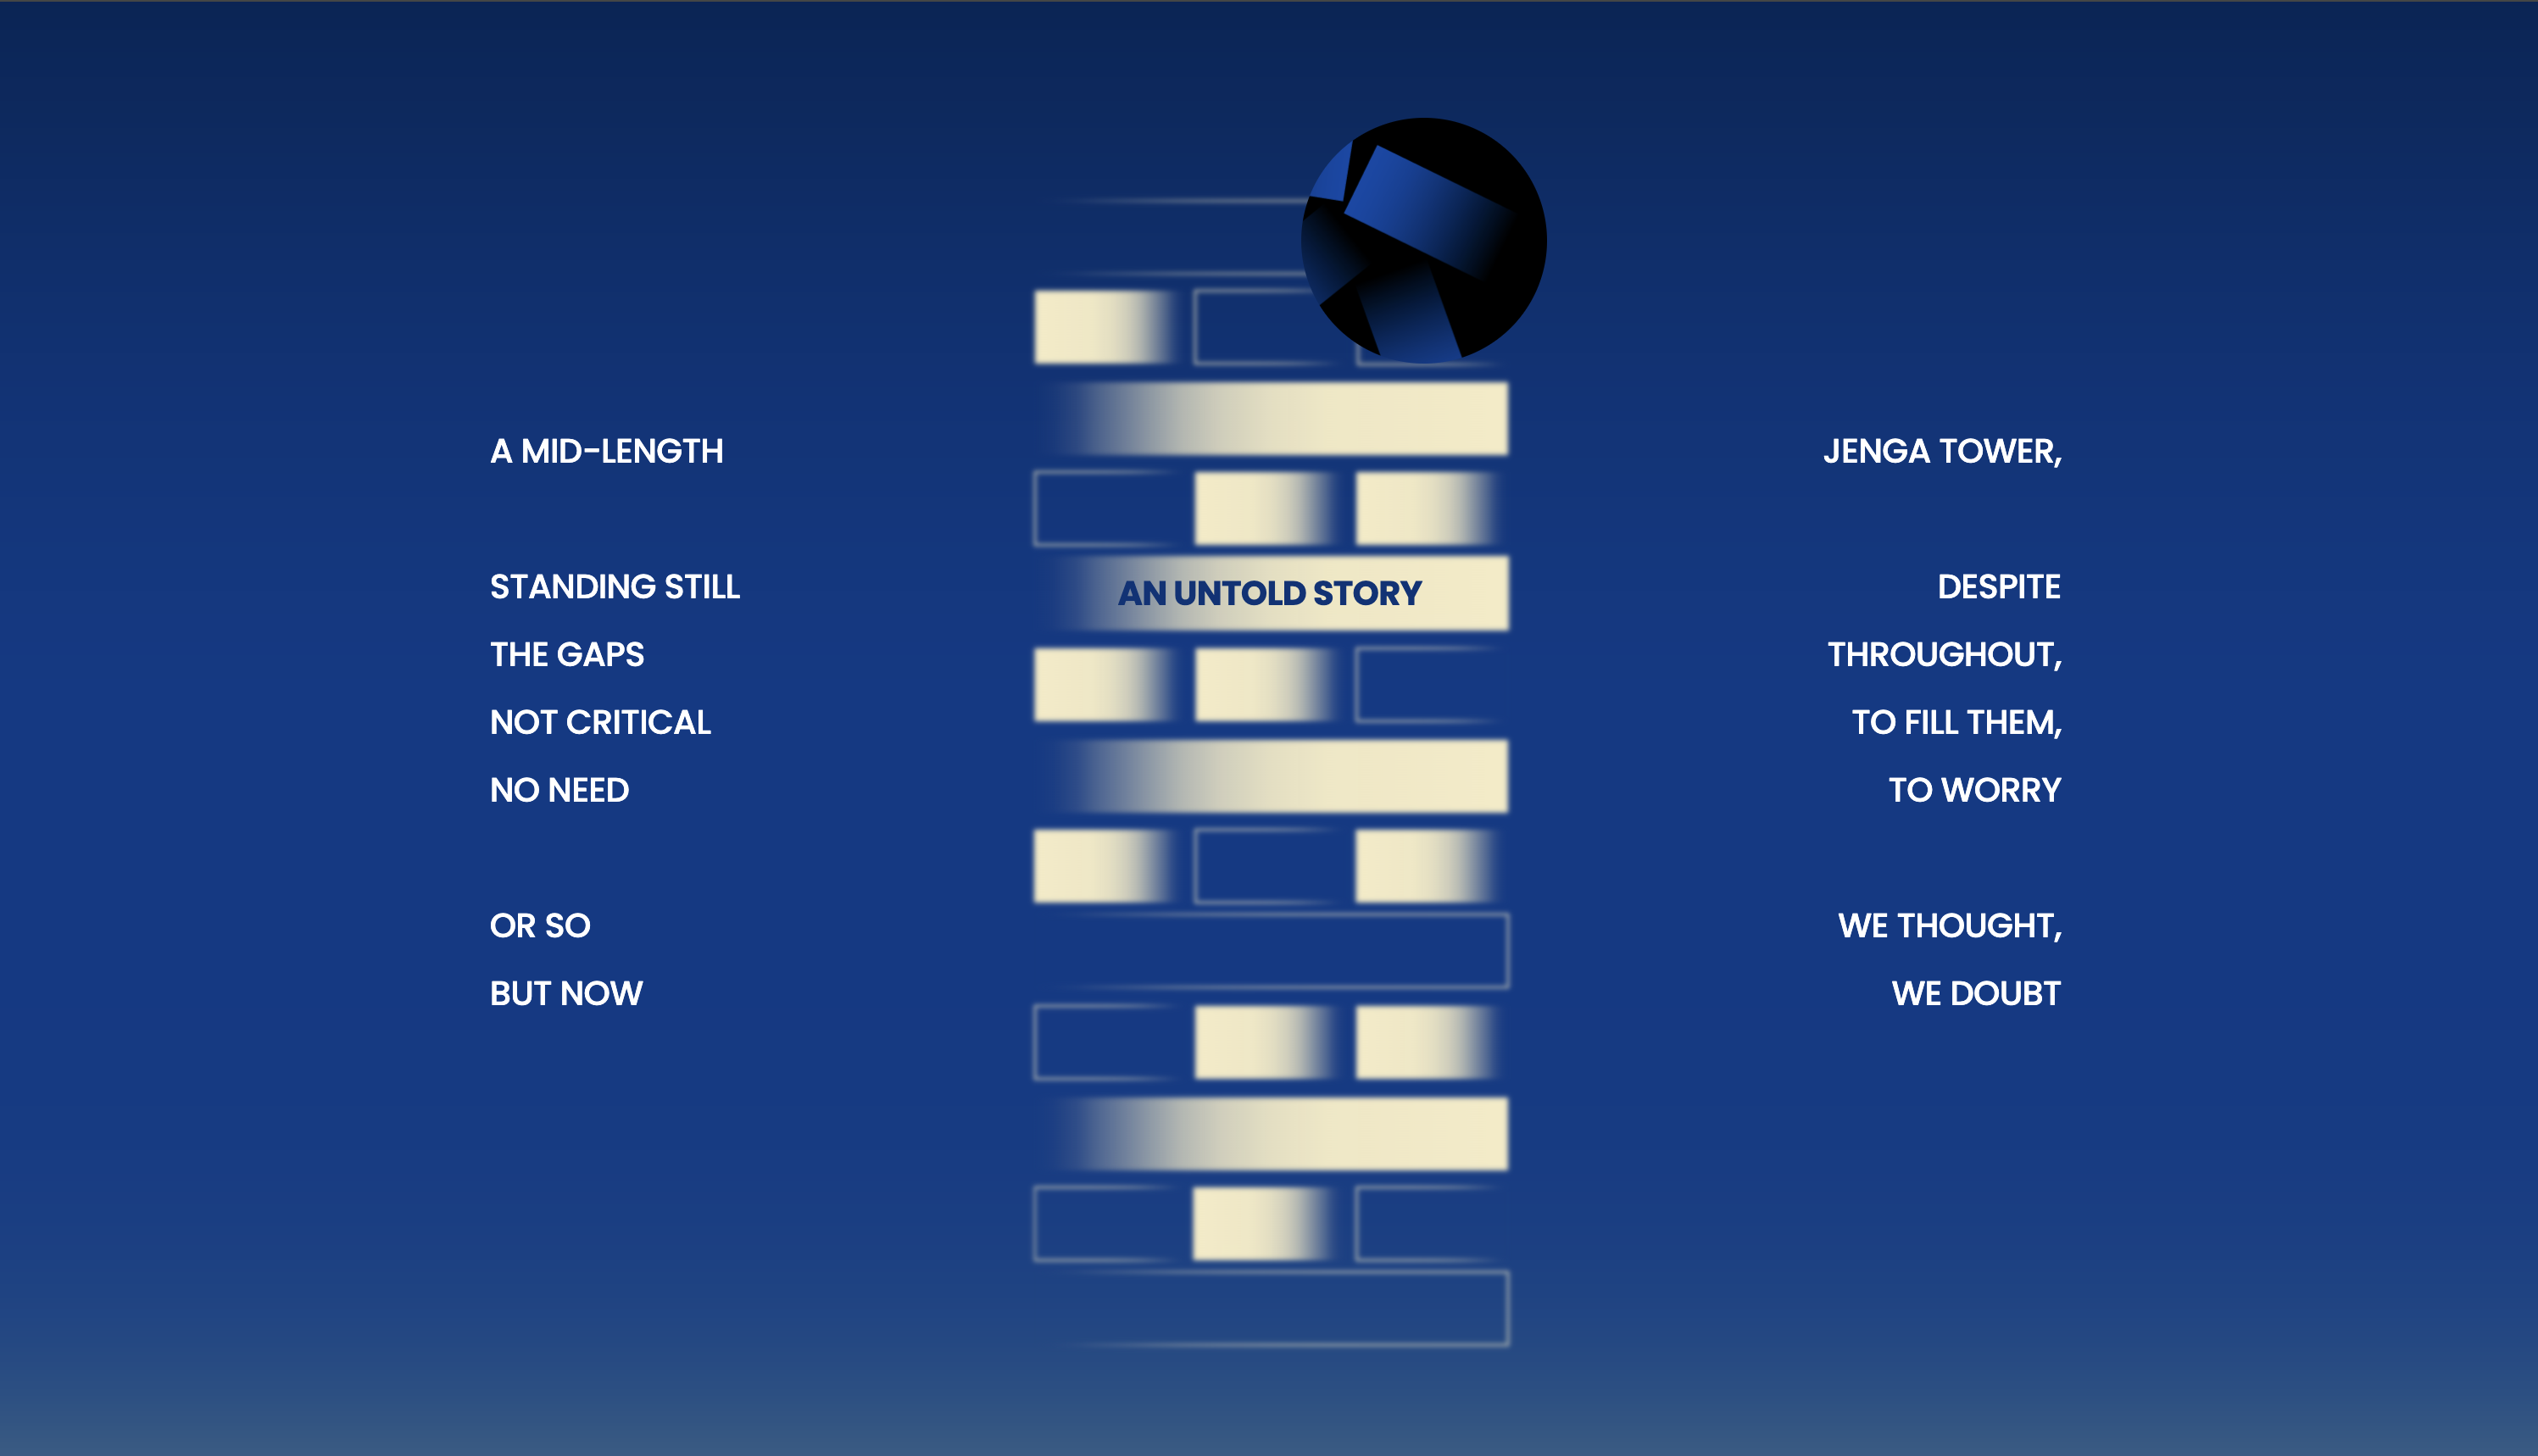 A MID-LENGTH JENGA TOWER,
STANDING STILL DESPITE
AN UNTOLD STORY
THE GAPS THROUGHOUT,
NOT CRITICAL TO FILL THEM,
NO NEED TO WORRY
OR SO WE THOUGHT,
BUT NOW WE DOUBT